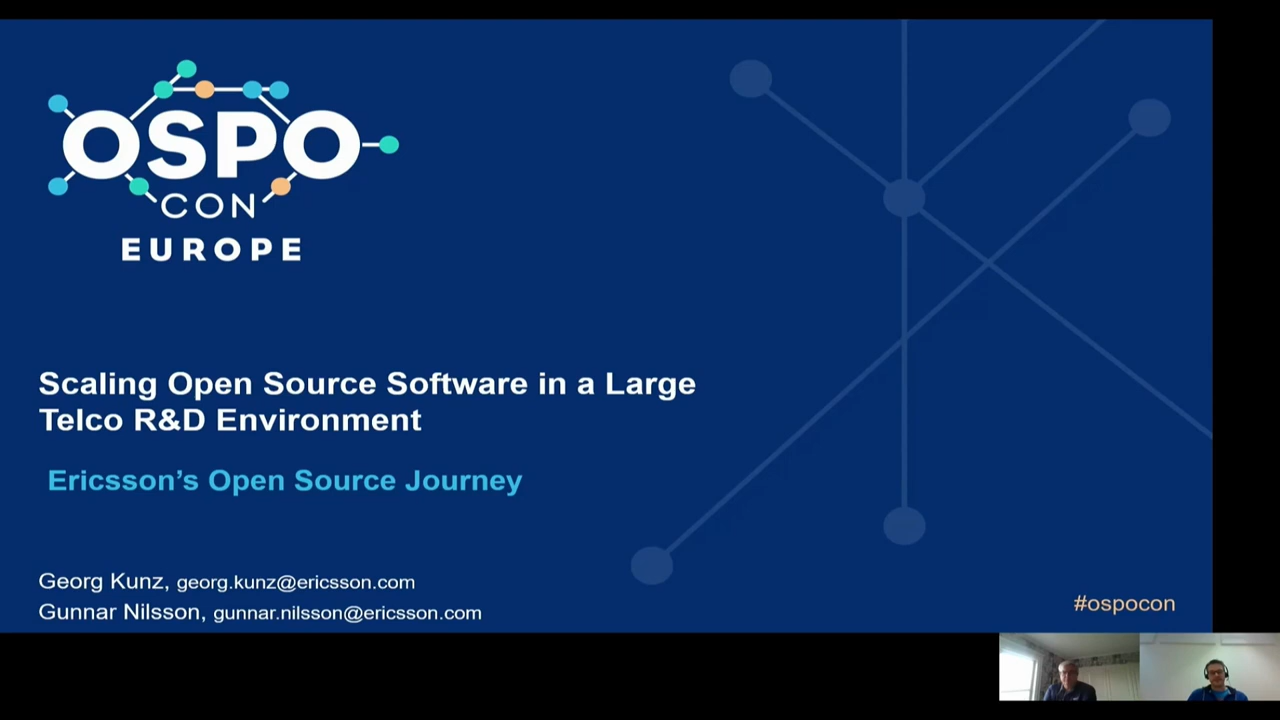 OSPO
CON
EUROPE
Scaling Open Source Software in a Large
Telco R&D Environment
Ericsson’s Open Source Journey
Georg Kunz, georg.kunz@ericsson.com
Gunnar Nilsson, gunnar.nilsson@ericsson.com
#ospocon